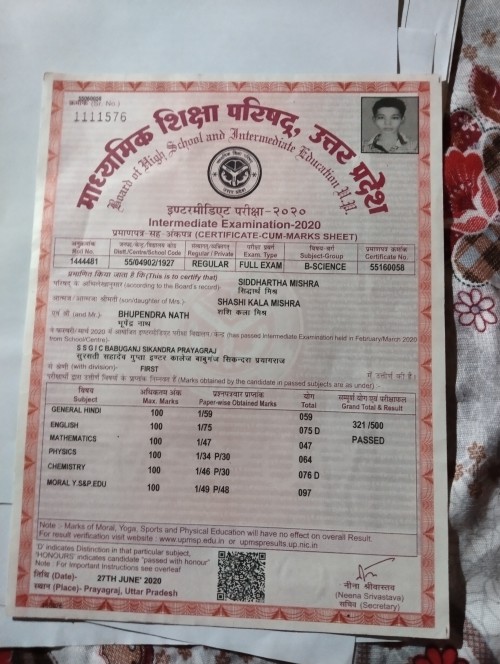 क्रमांक (Sr. No.)
1111576
माध्यमिक शिक्षा परिषद्, उत्तर प्रदेश
Board of High School and Intermediate Education U.P.
इण्टरमीडिएट परीक्षा-२०२०
Intermediate Examination-2020
प्रमाणपत्र-सह-अंकपत्र (CERTIFICATE-CUM-MARKS SHEET)
अनुक्रमांक Roll No. जनपद/केन्द्र/विद्यालय कोड Distt/Centre/School Code संस्थागत/व्यक्तिगत Regular / Private परीक्षा प्रकार Exam. Type विषय-वर्ग Subject-Group प्रमाणपत्र क्रमांक Certificate No.
1444481 55/04902/1927 REGULAR FULL EXAM B-SCIENCE 55160058
प्रमाणित किया जाता है कि(This is to certify that)
परिषद् के अभिलेखानुसार (according to the Board's record): SIDDHARTHA MISHRA
सिद्धार्थ मिश्र
आत्मज / आत्मजा श्रीमती (son/daughter of Mrs.) SHASHI KALA MISHRA
शशि कला मिश्र
एवं श्री (and Mr.) BHUPENDRA NATH
भूपेंद्र नाथ
ने फरवरी/मार्च 2020 में आयोजित इण्टरमीडिएट परीक्षा विद्यालय/केन्द्र (has passed Intermediate Examination held in February/March 2020
from School/Centre)-
S S G I C BABUGANJ SIKANDRA PRAYAGRAJ
सुरसती सहादेव गुप्ता इण्टर कालेज बाबूगंज सिकन्दरा प्रयागराज
से श्रेणी (with division)- FIRST में उत्तीर्ण की है।
परीक्षार्थी द्वारा उत्तीर्ण विषयों के प्राप्तांक निम्नवत हैं (Marks obtained by the candidate in passed subjects are as under) -
विषय Subject अधिकतम अंक Max. Marks प्रश्नपत्रवार प्राप्तांक Paper-wise Obtained Marks योग Total सम्पूर्ण योग एवं परीक्षाफल Grand Total & Result
GENERAL HINDI 100 1/59 059
ENGLISH 100 1/75 075 D 321 /500
MATHEMATICS 100 1/47 047 PASSED
PHYSICS 100 1/34 P/30 064
CHEMISTRY 100 1/46 P/30 076 D
MORAL Y.S&P.EDU 100 1/49 P/48 097
Note :- Marks of Moral, Yoga, Sports and Physical Education will have no effect on overall Result.
For result verification website : www.upmsp.edu.in or upmspresults.up.nic.in
'D' indicates Distinction in that particular subject,
'HONOURS' indicates candidate "passed with honour"
Note : For important Instructions see overleaf
तिथि (Date)- 27TH JUNE' 2020
स्थान (Place)- Prayagraj, Uttar Pradesh
नीना श्रीवास्तव
(Neena Srivastava)
सचिव (Secretary)